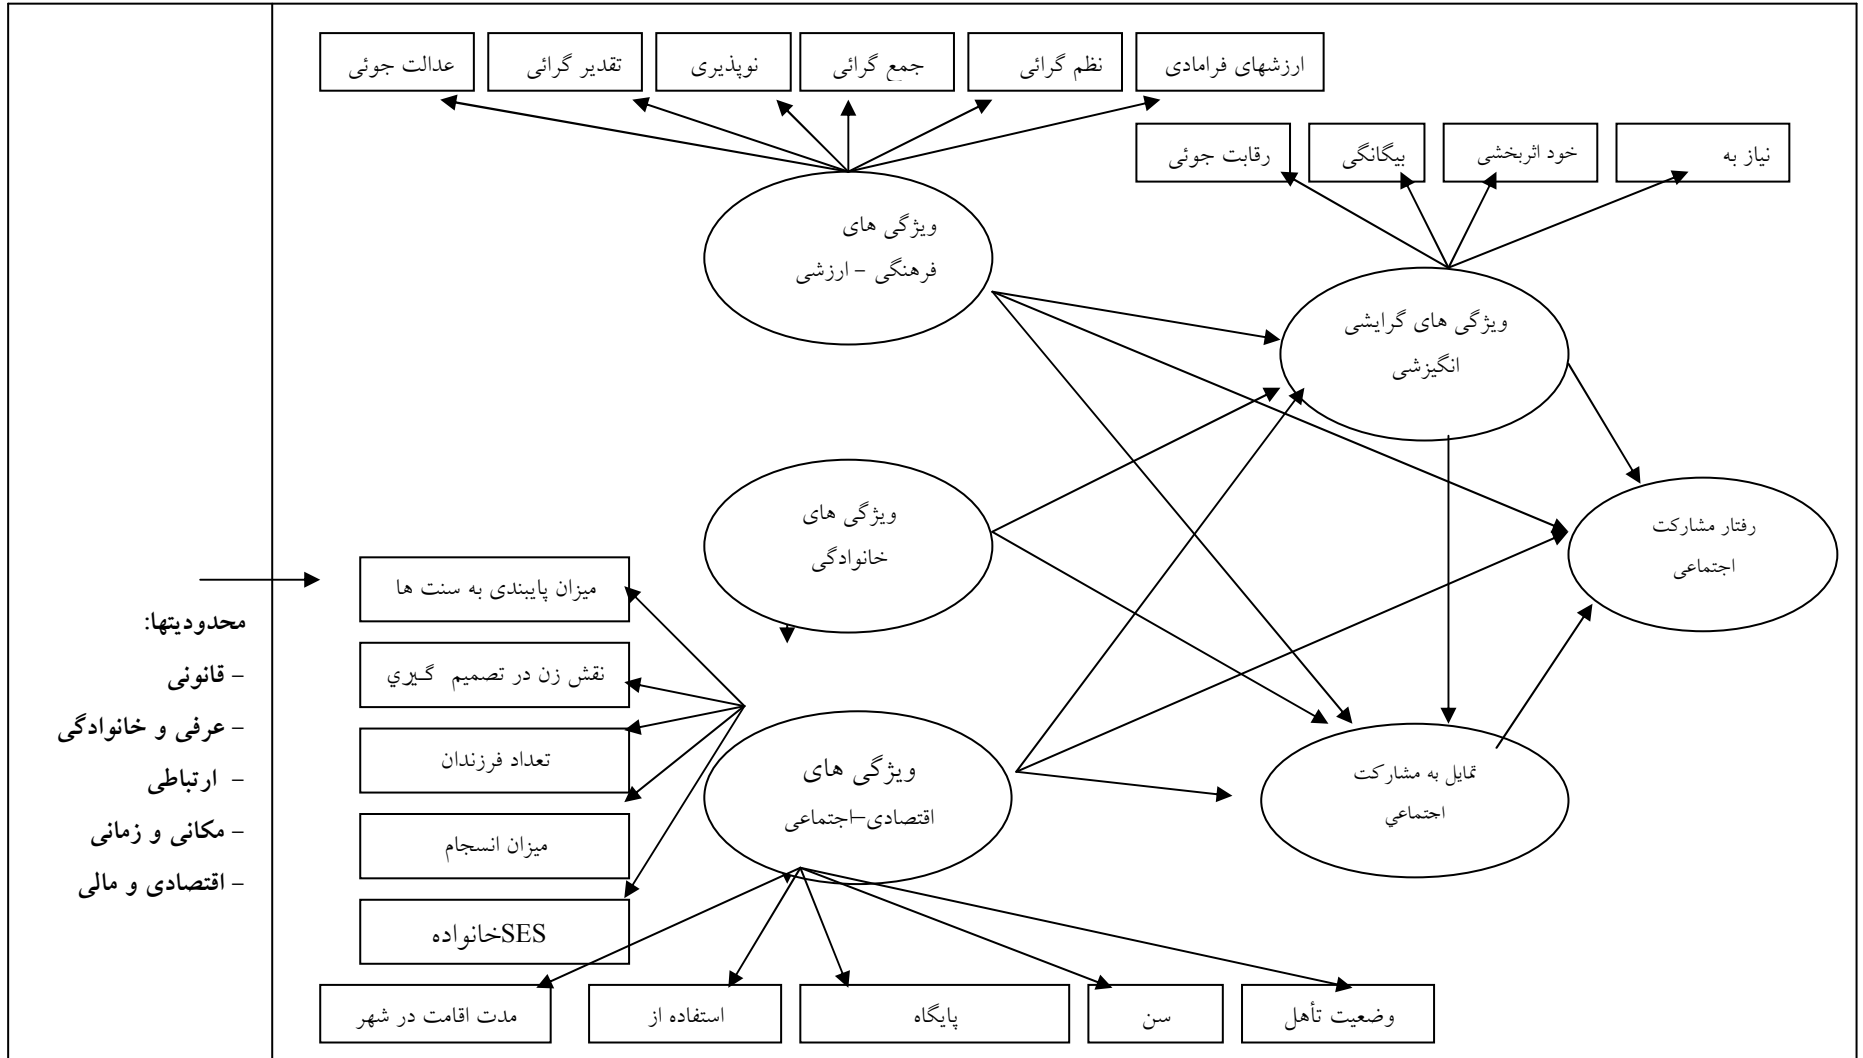 ارزشهای فرامادی
نظم گرائی
جمع گرائی
نوپذیری
تقدیر گرائی
عدالت جوئی
نیاز به
خود اثربخشی
بیگانگی
رقابت جوئی
ویژگی های
فرهنگی – ارزشی
ویژگی های گرایشی
انگیزشی
ویژگی های
خانوادگی
رفتار مشارکت
اجتماعی
میزان پایبندی به سنت ها
نقش زن در تصمیم گیري
تعداد فرزندان
میزان انسجام
SESخانواده
ویژگی های
اقتصادی–اجتماعی
تمایل به مشارکت
اجتماعي
وضعیت تأهل
سن
پایگاه
استفاده از
مدت اقامت در شهر
محدودیتها:
– قانونی
– عرفی و خانوادگی
– ارتباطی
– مکانی و زمانی
– اقتصادی و مالی